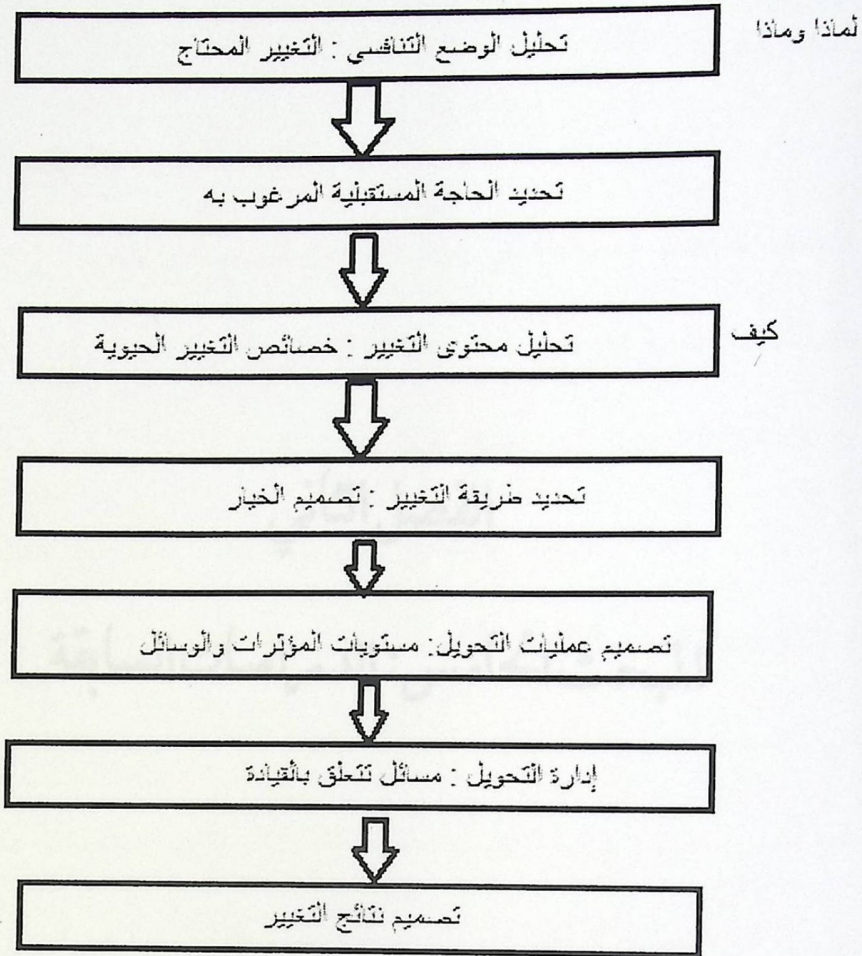 لماذا وماذا
تحليل الوضع التنافسي : التغيير المحتاج
تحديد الحاجة المستقبلية المرغوب به
كيف
تحليل محتوى التغيير : خصائص التغيير الحيوية
تحديد طريقة التغيير : تصميم الخيار
تصميم عمليات التحويل: مستويات المؤثرات والوسائل
إدارة التحويل : مسائل تتعلق بالقيادة
تصميم نتائج التغيير